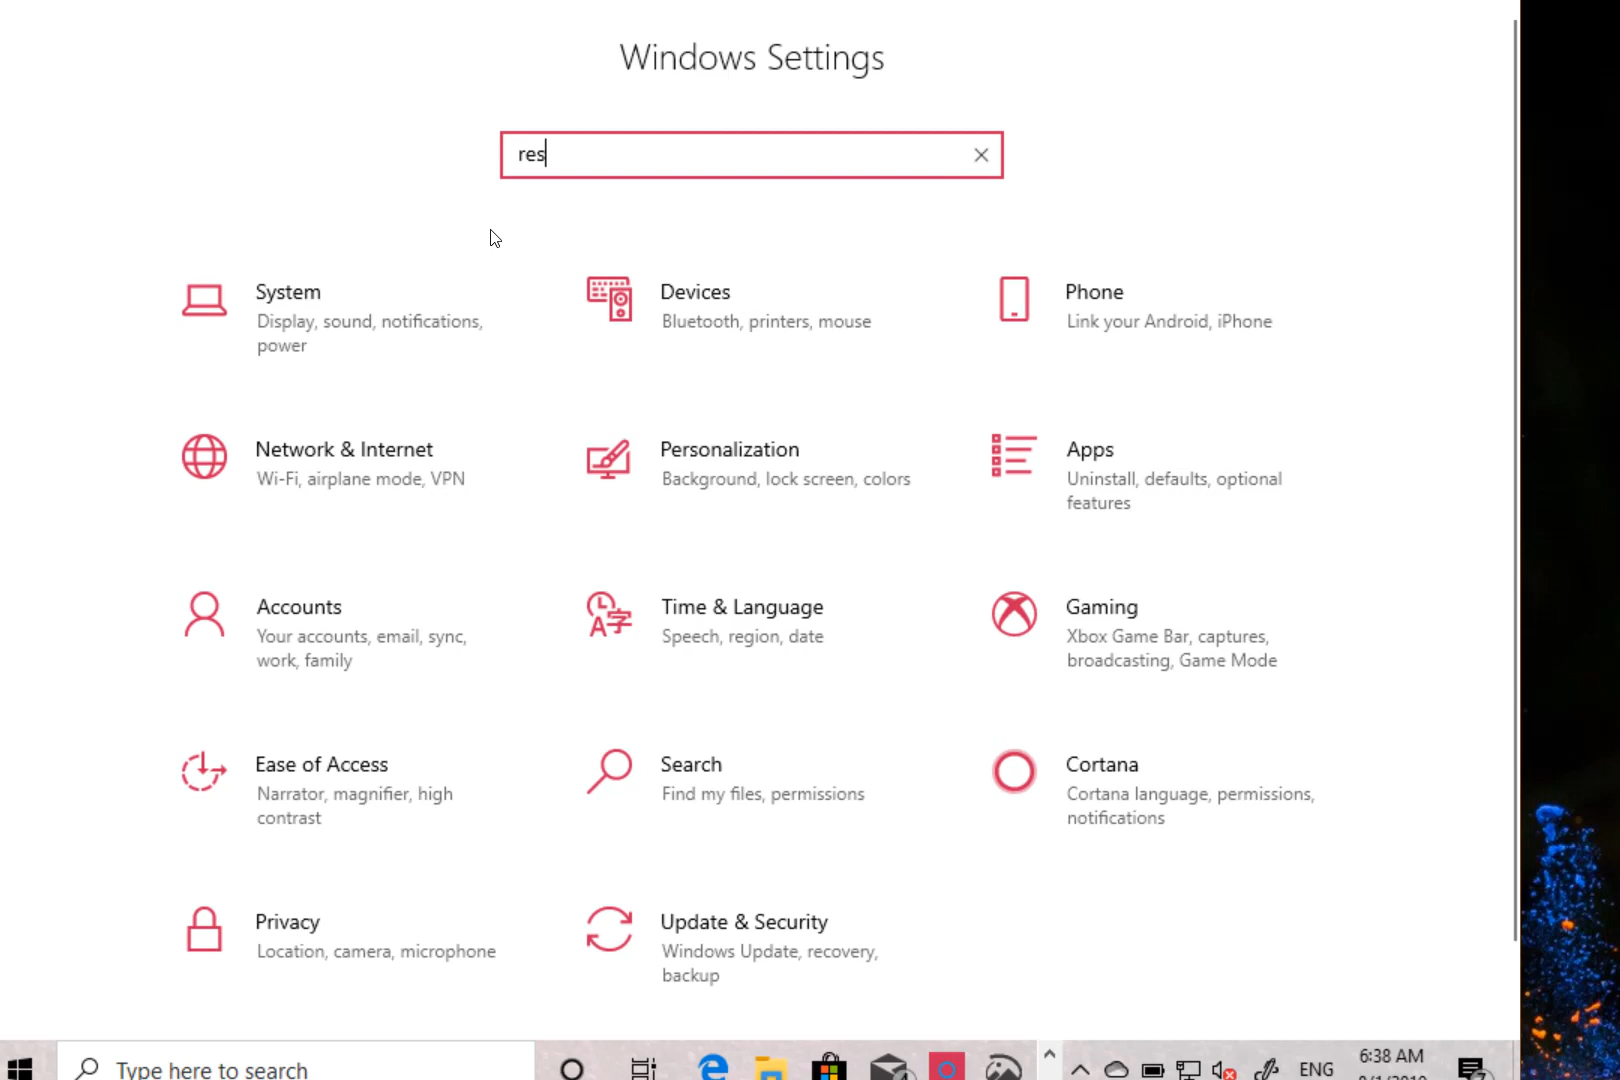 Windows Settings
res
System
Display, sound, notifications,
power
Devices
Bluetooth, printers, mouse
Phone
Link your Android, iPhone
Network & Internet
Wi-Fi, airplane mode, VPN
Personalization
Background, lock screen, colors
Apps
Uninstall, defaults, optional
features
Accounts
Your accounts, email, sync,
work, family
Time & Language
Speech, region, date
Gaming
Xbox Game Bar, captures,
broadcasting, Game Mode
Ease of Access
Narrator, magnifier, high
contrast
Search
Find my files, permissions
Cortana
Cortana language, permissions,
notifications
Privacy
Location, camera, microphone
Update & Security
Windows Update, recovery,
backup
Type here to search
ENG
6:38 AM